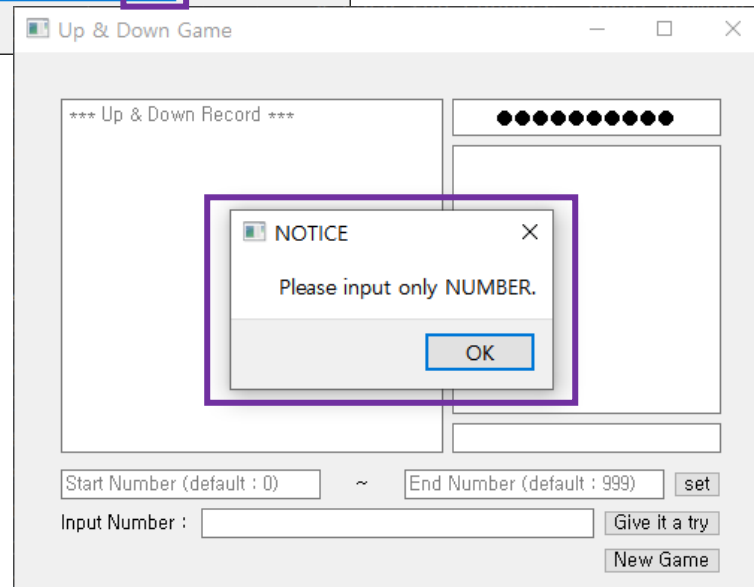 Up & Down Game
*** Up & Down Record ***
●●●●●●●●●●
NOTICE
Please input only NUMBER.
OK
Start Number (default : 0) ~ End Number (default : 999) set
Input Number : Give it a try
New Game